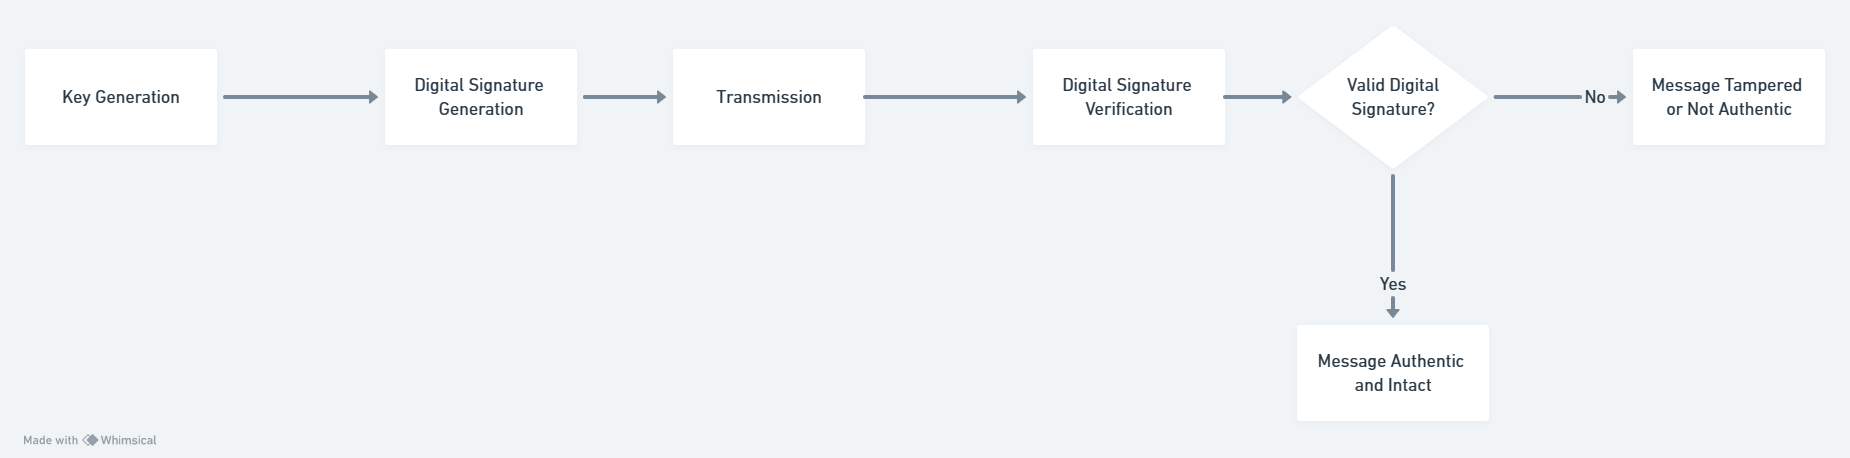 Key Generation
Digital Signature
Generation
Transmission
Digital Signature
Verification
Valid Digital
Signature?
No
Message Tampered
or Not Authentic
Yes
Message Authentic
and Intact
Made with Whimsical